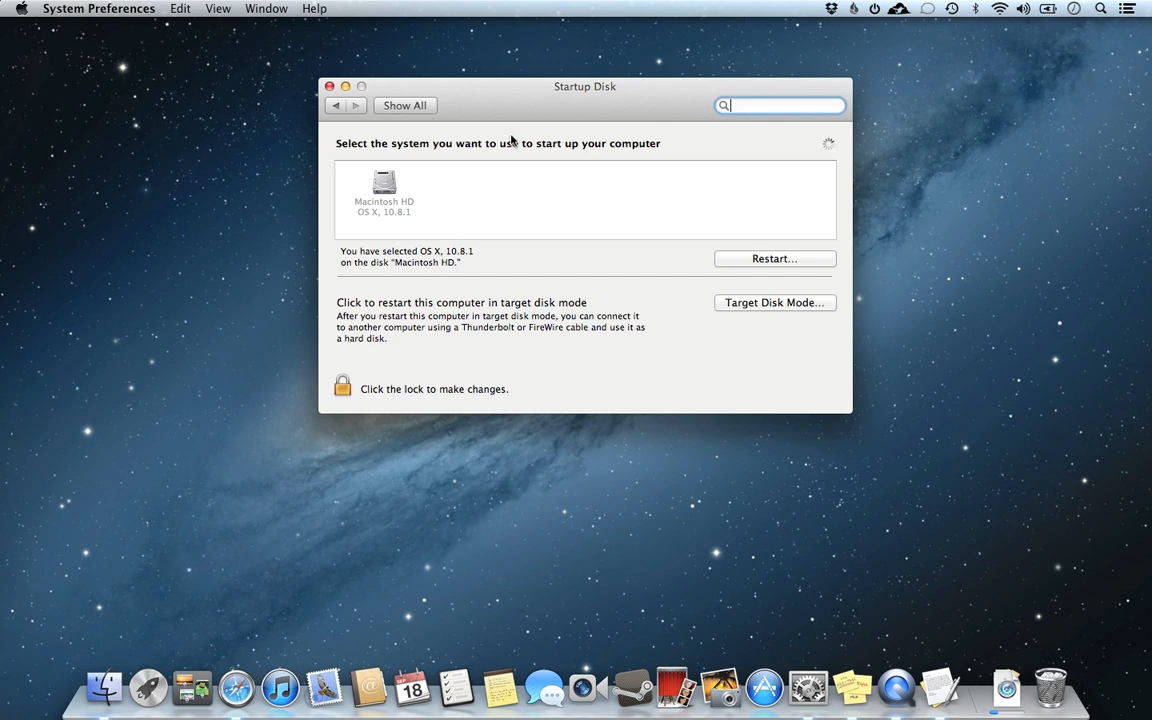 System Preferences Edit View Window Help
Startup Disk
Show All
Select the system you want to use to start up your computer
Macintosh HD
OS X, 10.8.1
You have selected OS X, 10.8.1
on the disk “Macintosh HD.”
Restart...
Click to restart this computer in target disk mode
Target Disk Mode...
After you restart this computer in target disk mode, you can connect it
to another computer using a Thunderbolt or FireWire cable and use it as
a hard disk.
Click the lock to make changes.
SEP
18